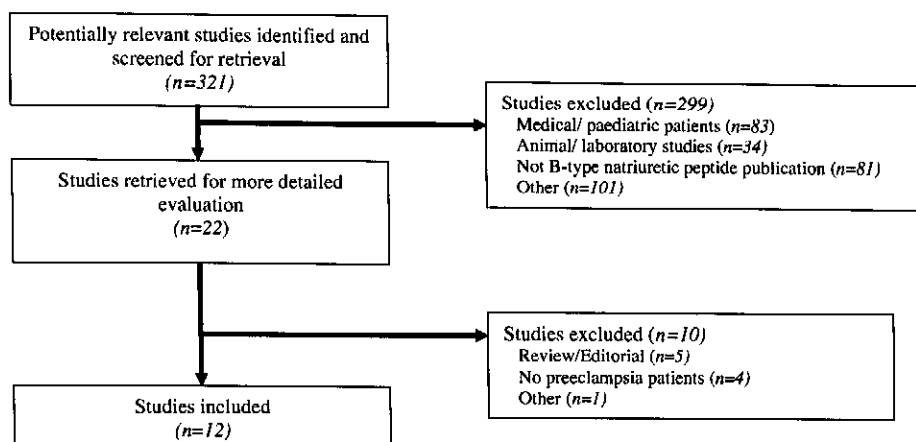 Potentially relevant studies identified and
screened for retrieval
(n=321)
Studies excluded (n=299)
Medical/ paediatric patients (n=83)
Animal/ laboratory studies (n=34)
Not B-type natriuretic peptide publication (n=81)
Other (n=101)
Studies retrieved for more detailed
evaluation
(n=22)
Studies excluded (n=10)
Review/Editorial (n=5)
No preeclampsia patients (n=4)
Other (n=1)
Studies included
(n=12)